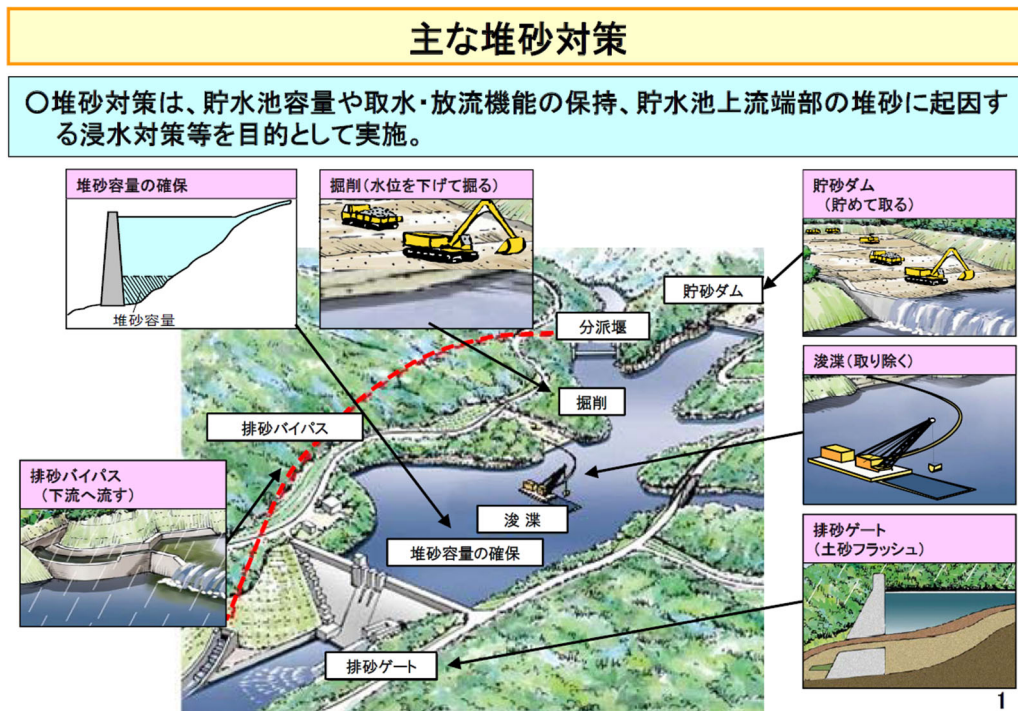 主な堆砂対策
○堆砂対策は、貯水池容量や取水・放流機能の保持、貯水池上流端部の堆砂に起因す
る浸水対策等を目的として実施。
堆砂容量の確保
堆砂容量
掘削(水位を下げて掘る)
貯砂ダム
(貯めて取る)
貯砂ダム
分派堰
浚渫(取り除く)
掘削
排砂バイパス
排砂バイパス
(下流へ流す)
浚 渫
堆砂容量の確保
排砂ゲート
(土砂フラッシュ)
排砂ゲート
1